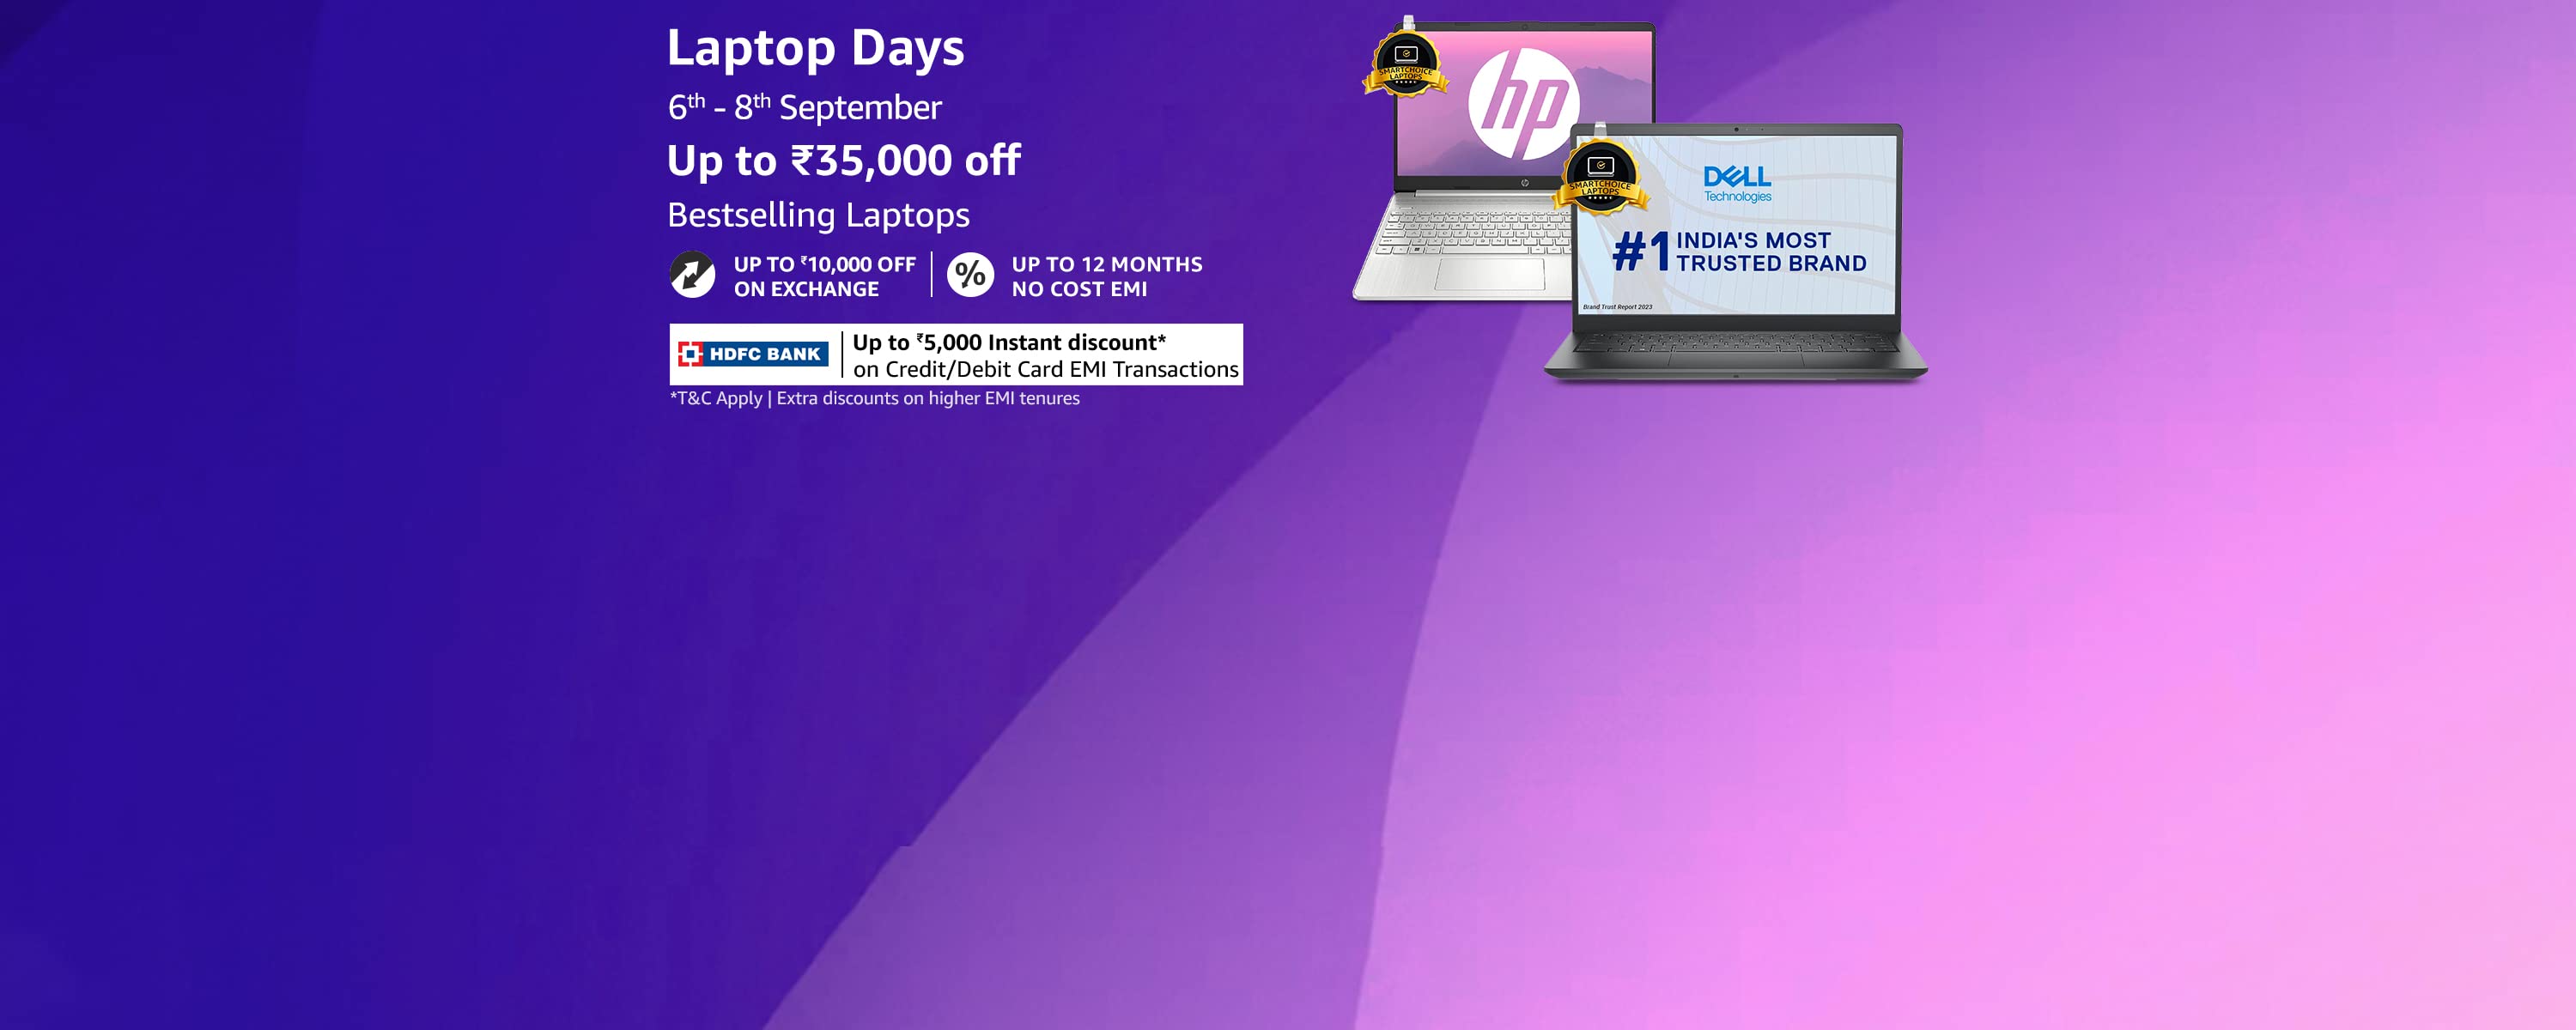 Laptop Days
6th - 8th September
Up to ₹35,000 off
Bestselling Laptops
UP TO ₹10,000 OFF
ON EXCHANGE
UP TO 12 MONTHS
NO COST EMI
HDFC BANK
Up to ₹5,000 Instant discount*
on Credit/Debit Card EMI Transactions
*T&C Apply | Extra discounts on higher EMI tenures
SMARTCHOICE
LAPTOPS
hp
hp
SMARTCHOICE
LAPTOPS
DELL
Technologies
#1 INDIA'S MOST
TRUSTED BRAND
Brand Trust Report 2023